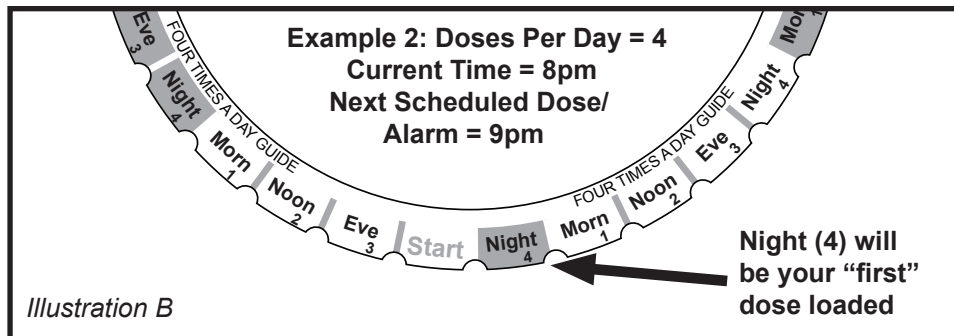 Example 2: Doses Per Day = 4
Current Time = 8pm
Next Scheduled Dose/
Alarm = 9pm
Eve
3
Night
4
Morn
1
Noon
2
Eve
3
Start
Night
4
Morn
1
Noon
2
Eve
3
Night
4
FOUR TIMES A DAY GUIDE
FOUR TIMES A DAY GUIDE
Night (4) will
be your “first”
dose loaded
Illustration B